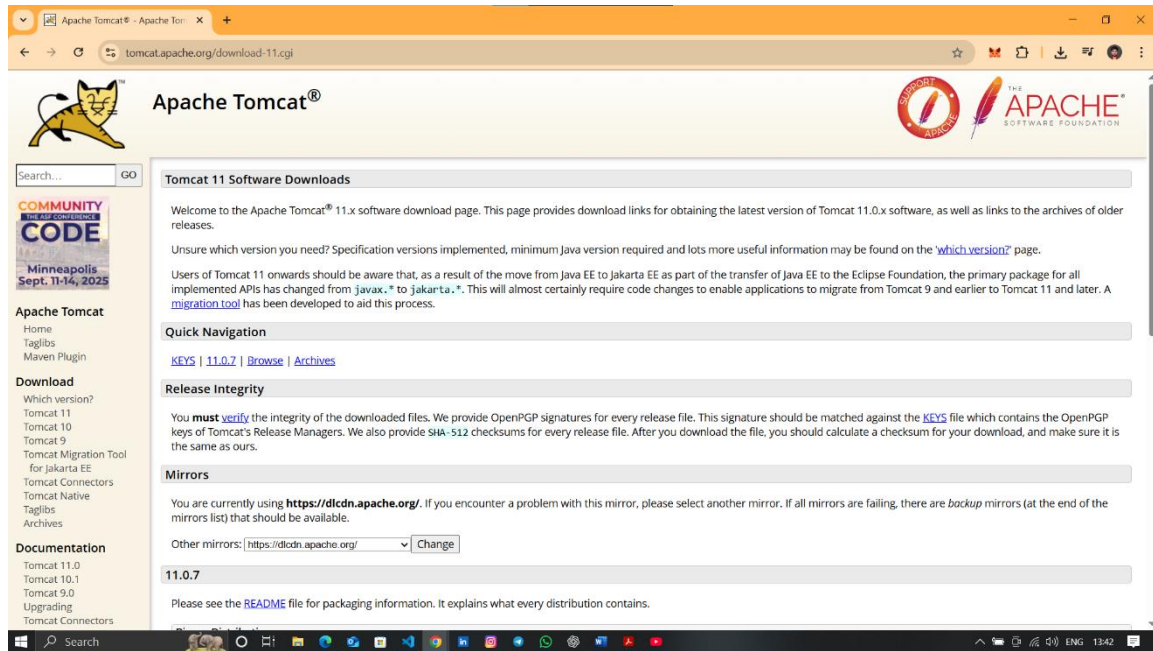 Apache Tomcat® - Apache Tom
tomcat.apache.org/download-11.cgi
TM
Apache Tomcat®
SUPPORT
APACHE
THE
APACHE®
SOFTWARE FOUNDATION
Search...
GO
COMMUNITY
THE ASF CONFERENCE
CODE
Minneapolis
Sept. 11-14, 2025
Apache Tomcat
Home
Taglibs
Maven Plugin
Download
Which version?
Tomcat 11
Tomcat 10
Tomcat 9
Tomcat Migration Tool
for Jakarta EE
Tomcat Connectors
Tomcat Native
Taglibs
Archives
Documentation
Tomcat 11.0
Tomcat 10.1
Tomcat 9.0
Upgrading
Tomcat Connectors
Tomcat 11 Software Downloads
Welcome to the Apache Tomcat® 11.x software download page. This page provides download links for obtaining the latest version of Tomcat 11.0.x software, as well as links to the archives of older
releases.
Unsure which version you need? Specification versions implemented, minimum Java version required and lots more useful information may be found on the 'which version?' page.
Users of Tomcat 11 onwards should be aware that, as a result of the move from Java EE to Jakarta EE as part of the transfer of Java EE to the Eclipse Foundation, the primary package for all
implemented APIs has changed from javax.* to jakarta.*. This will almost certainly require code changes to enable applications to migrate from Tomcat 9 and earlier to Tomcat 11 and later. A
migration tool has been developed to aid this process.
Quick Navigation
KEYS | 11.0.7 | Browse | Archives
Release Integrity
You must verify the integrity of the downloaded files. We provide OpenPGP signatures for every release file. This signature should be matched against the KEYS file which contains the OpenPGP
keys of Tomcat's Release Managers. We also provide SHA-512 checksums for every release file. After you download the file, you should calculate a checksum for your download, and make sure it is
the same as ours.
Mirrors
You are currently using https://dlcdn.apache.org/. If you encounter a problem with this mirror, please select another mirror. If all mirrors are failing, there are backup mirrors (at the end of the
mirrors list) that should be available.
Other mirrors: https://dlcdn.apache.org/ Change
11.0.7
Please see the README file for packaging information. It explains what every distribution contains.
Search
ENG 13:42